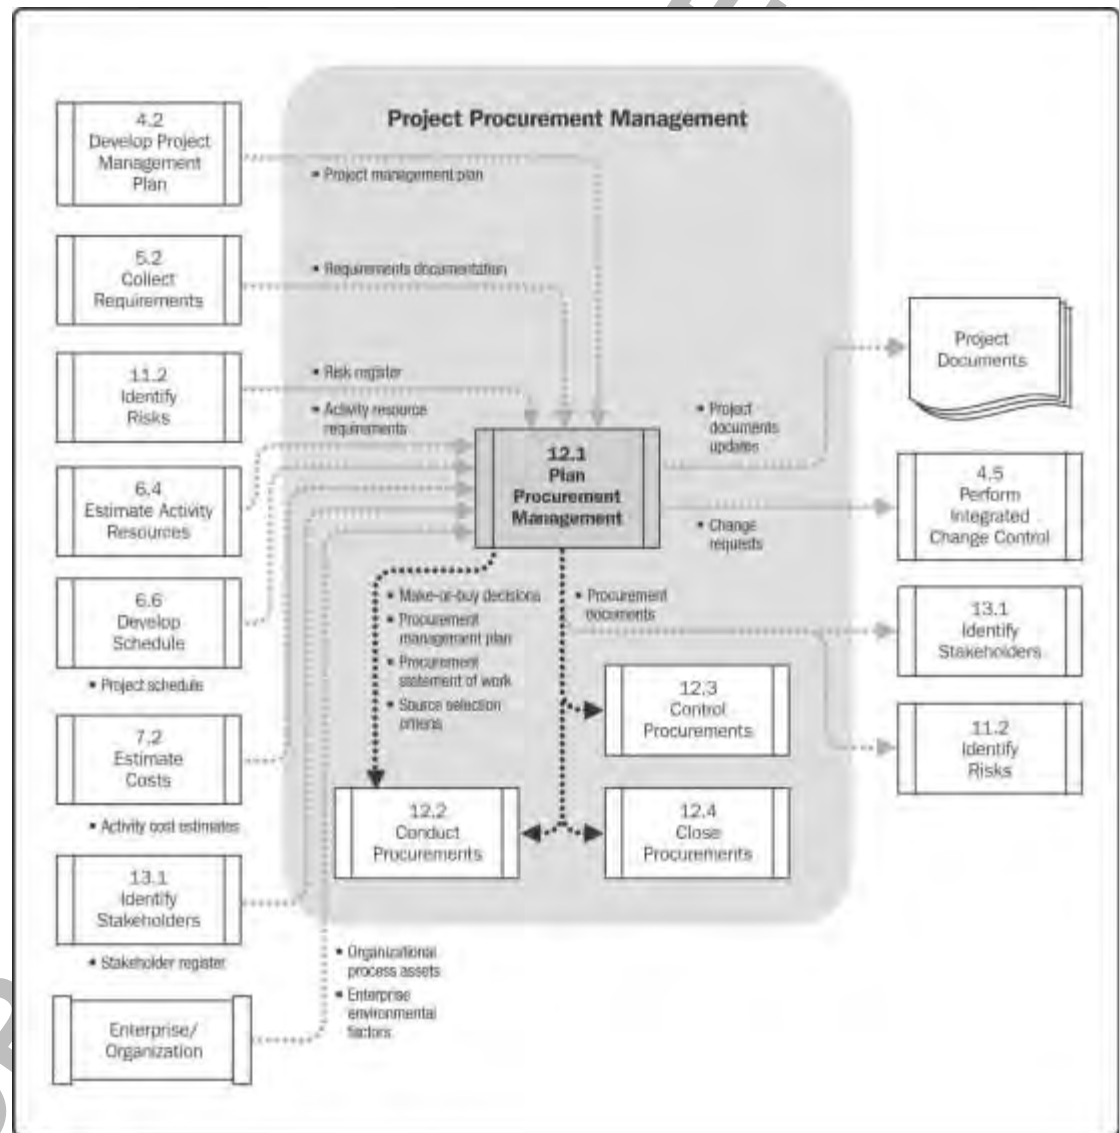 Project Procurement Management
4.2
Develop Project
Management
Plan
• Project management plan
5.2
Collect
Requirements
• Requirements documentation
11.2
Identify
Risks
• Risk register
• Activity resource
requirements
6.4
Estimate Activity
Resources
6.6
Develop
Schedule
• Project schedule
7.2
Estimate
Costs
• Activity cost estimates
13.1
Identify
Stakeholders
• Stakeholder register
Enterprise/
Organization
• Organizational
process assets
• Enterprise
environmental
factors
12.1
Plan
Procurement
Management
• Make-or-buy decisions
• Procurement
management plan
• Procurement
statement of work
• Source selection
criteria
• Procurement
documents
12.2
Conduct
Procurements
12.3
Control
Procurements
12.4
Close
Procurements
• Project
documents
updates
• Change
requests
Project
Documents
4.5
Perform
Integrated
Change Control
13.1
Identify
Stakeholders
11.2
Identify
Risks